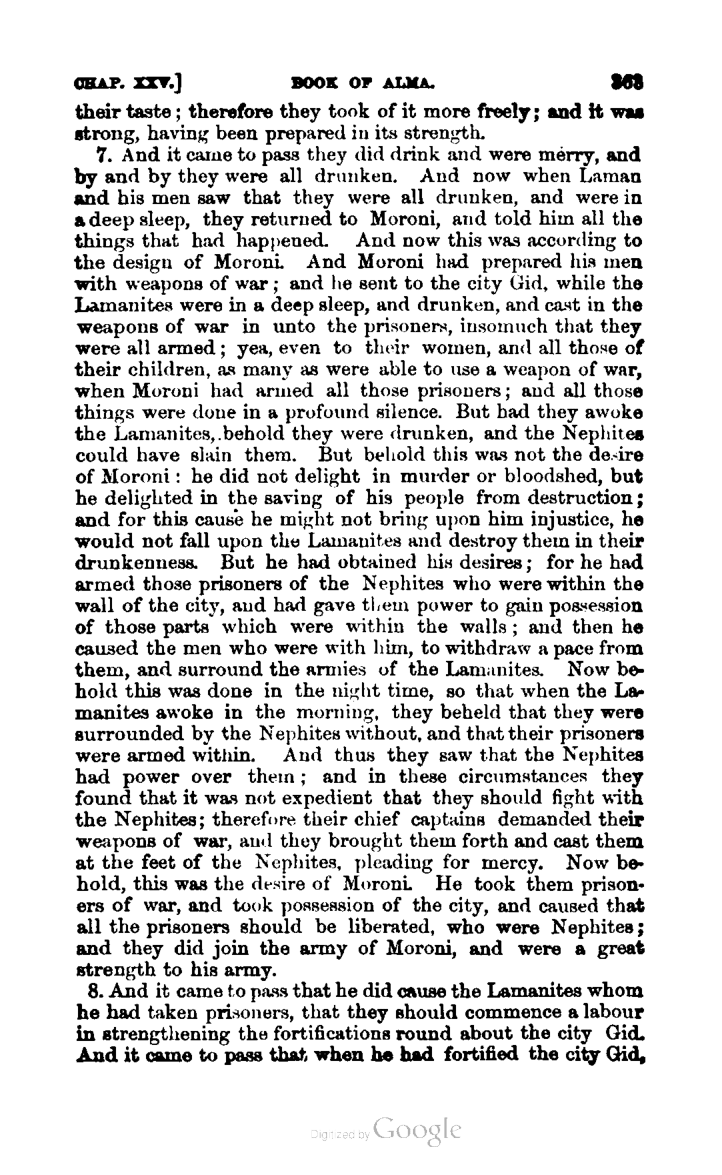 CHAP. XXV.] BOOK OF ALMA. 363
their taste; therefore they took of it more freely; and it was
strong, having been prepared in its strength.
7. And it came to pass they did drink and were merry, and
by and by they were all drunken. And now when Laman
and his men saw that they were all drunken, and were in
a deep sleep, they returned to Moroni, and told him all the
things that had happened. And now this was according to
the design of Moroni. And Moroni had prepared his men
with weapons of war; and he sent to the city Gid, while the
Lamanites were in a deep sleep, and drunken, and cast in the
weapons of war in unto the prisoners, insomuch that they
were all armed; yea, even to their women, and all those of
their children, as many as were able to use a weapon of war,
when Moroni had armed all those prisoners; and all those
things were done in a profound silence. But had they awoke
the Lamanites, behold they were drunken, and the Nephites
could have slain them. But behold this was not the desire
of Moroni: he did not delight in murder or bloodshed, but
he delighted in the saving of his people from destruction;
and for this cause he might not bring upon him injustice, he
would not fall upon the Lamanites and destroy them in their
drunkenness. But he had obtained his desires; for he had
armed those prisoners of the Nephites who were within the
wall of the city, and had gave them power to gain possession
of those parts which were within the walls; and then he
caused the men who were with him, to withdraw a pace from
them, and surround the armies of the Lamanites. Now be-
hold this was done in the night time, so that when the La-
manites awoke in the morning, they beheld that they were
surrounded by the Nephites without, and that their prisoners
were armed within. And thus they saw that the Nephites
had power over them; and in these circumstances they
found that it was not expedient that they should fight with
the Nephites; therefore their chief captains demanded their
weapons of war, and they brought them forth and cast them
at the feet of the Nephites, pleading for mercy. Now be-
hold, this was the desire of Moroni. He took them prison-
ers of war, and took possession of the city, and caused that
all the prisoners should be liberated, who were Nephites;
and they did join the army of Moroni, and were a great
strength to his army.
8. And it came to pass that he did cause the Lamanites whom
he had taken prisoners, that they should commence a labour
in strengthening the fortifications round about the city Gid.
And it came to pass that when he had fortified the city Gid,
Digitized by Google